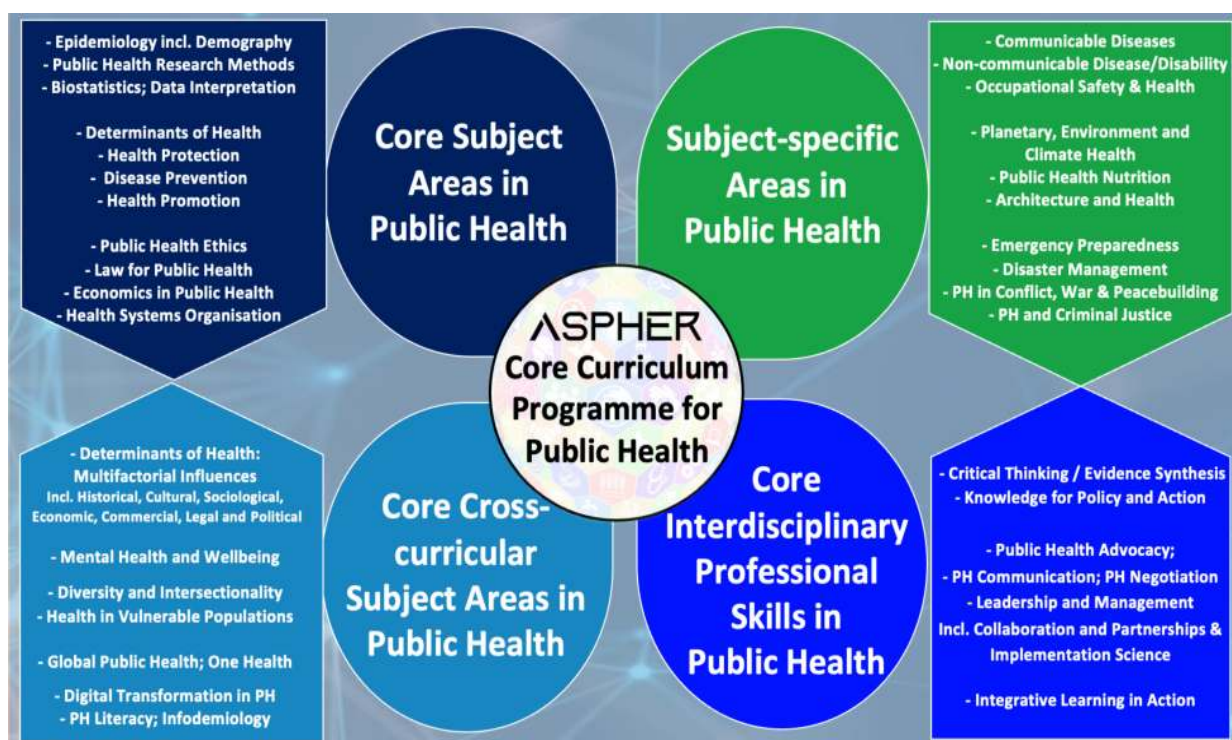 - Epidemiology incl. Demography
- Public Health Research Methods
- Biostatistics; Data Interpretation
- Determinants of Health
- Health Protection
- Disease Prevention
- Health Promotion
- Public Health Ethics
- Law for Public Health
- Economics in Public Health
- Health Systems Organisation
Core Subject
Areas in
Public Health
Subject-specific
Areas in
Public Health
- Communicable Diseases
- Non-communicable Disease/Disability
- Occupational Safety & Health
- Planetary, Environment and
Climate Health
- Public Health Nutrition
- Architecture and Health
- Emergency Preparedness
- Disaster Management
- PH in Conflict, War & Peacebuilding
- PH and Criminal Justice
ASPHER
Core Curriculum
Programme for
Public Health
- Determinants of Health:
Multifactorial Influences
Incl. Historical, Cultural, Sociological,
Economic, Commercial, Legal and Political
- Mental Health and Wellbeing
- Diversity and Intersectionality
- Health in Vulnerable Populations
- Global Public Health; One Health
- Digital Transformation in PH
- PH Literacy; Infodemiology
Core Cross-
curricular
Subject Areas in
Public Health
Core
Interdisciplinary
Professional
Skills in
Public Health
- Critical Thinking / Evidence Synthesis
- Knowledge for Policy and Action
- Public Health Advocacy;
- PH Communication; PH Negotiation
- Leadership and Management
Incl. Collaboration and Partnerships &
Implementation Science
- Integrative Learning in Action